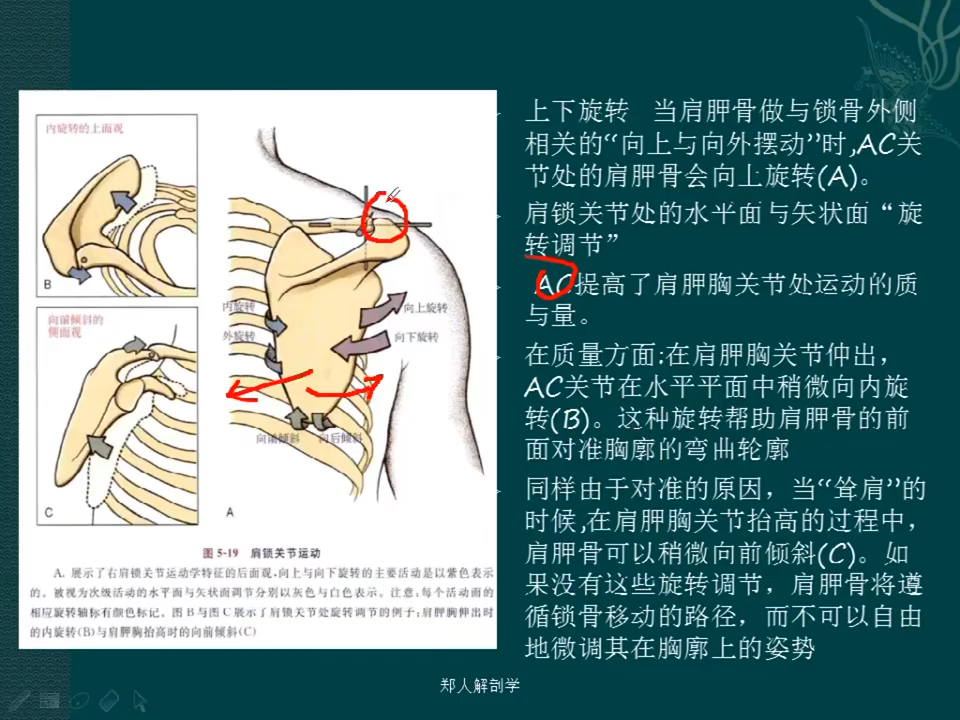 内旋转的上面观
B
向前倾斜的
侧面观
C
内旋转
外旋转
向上旋转
向下旋转
向前倾斜
向后倾斜
A
图 5-19 肩锁关节运动
A. 展示了右肩锁关节运动学特征的后面观,向上与向下旋转的主要活动是以紫色表示
的。被视为次级活动的水平面与矢状面调节分别以灰色与白色表示。注意:每个活动面的
相应旋转轴标有颜色标记。图 B 与图 C 展示了肩锁关节处旋转调节的例子:肩胛胸伸出时
的内旋转(B)与肩胛胸抬高时的向前倾斜(C)
上下旋转 当肩胛骨做与锁骨外侧
相关的“向上与向外摆动”时,AC关
节处的肩胛骨会向上旋转(A)。
肩锁关节处的水平面与矢状面“旋
转调节”
AC提高了肩胛胸关节处运动的质
与量。
在质量方面:在肩胛胸关节伸出,
AC关节在水平平面中稍微向内旋
转(B)。这种旋转帮助肩胛骨的前
面对准胸廓的弯曲轮廓
同样由于对准的原因，当“耸肩”的
时候,在肩胛胸关节抬高的过程中，
肩胛骨可以稍微向前倾斜(C)。如
果没有这些旋转调节，肩胛骨将遵
循锁骨移动的路径，而不可以自由
地微调其在胸廓上的姿势
郑人解剖学